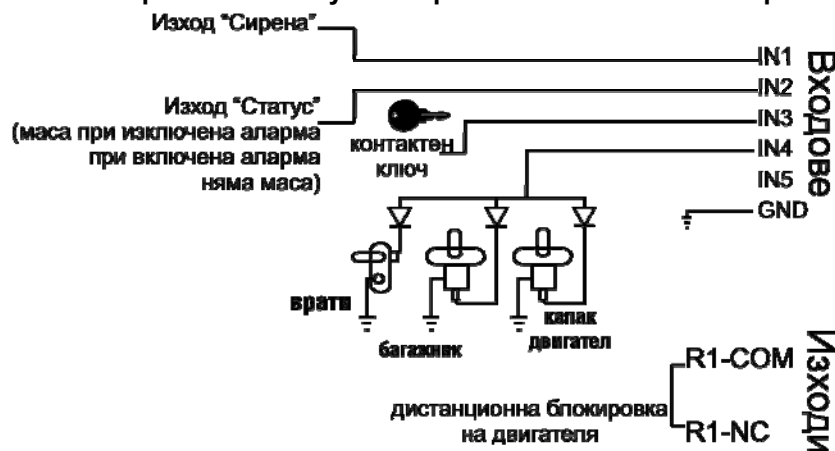 Изход "Сирена"
IN1
IN2
Изход "Статус"
(маса при изключена аларма
при включена аларма
няма маса)
контактен
ключ
IN3
IN4
IN5
GND
Входове
врати
багажник
капак
двигател
R1-COM
дистанционна блокировка
на двигателя
R1-NC
Изходи